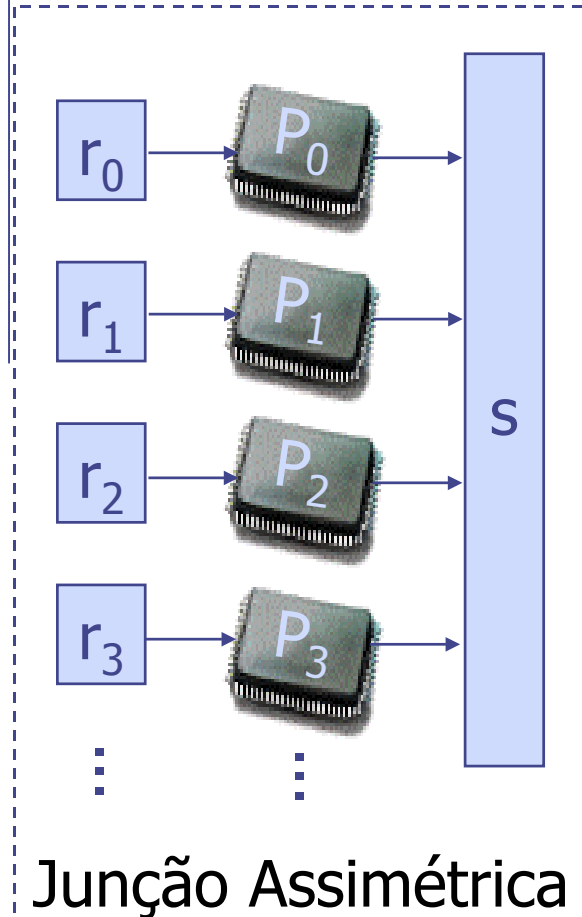 r0 P0
r1 P1
s
r2 P2
r3 P3
⋮ ⋮
Junção Assimétrica